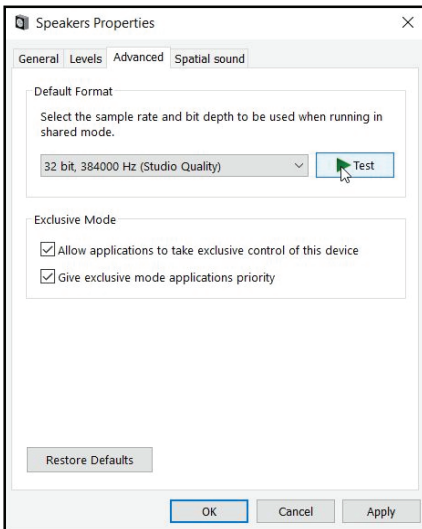 Speakers Properties
General Levels Advanced Spatial sound
Default Format
Select the sample rate and bit depth to be used when running in
shared mode.
32 bit, 384000 Hz (Studio Quality) Test
Exclusive Mode
Allow applications to take exclusive control of this device
Give exclusive mode applications priority
Restore Defaults
OK Cancel Apply